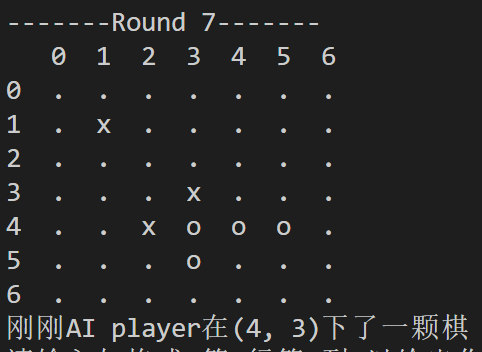 -------Round 7-------
   0  1  2  3  4  5  6
0  .  .  .  .  .  .  .
1  .  x  .  .  .  .  .
2  .  .  .  .  .  .  .
3  .  .  .  x  .  .  .
4  .  .  x  o  o  o  .
5  .  .  .  o  .  .  .
6  .  .  .  .  .  .  .
刚刚AI player在(4, 3)下了一颗棋